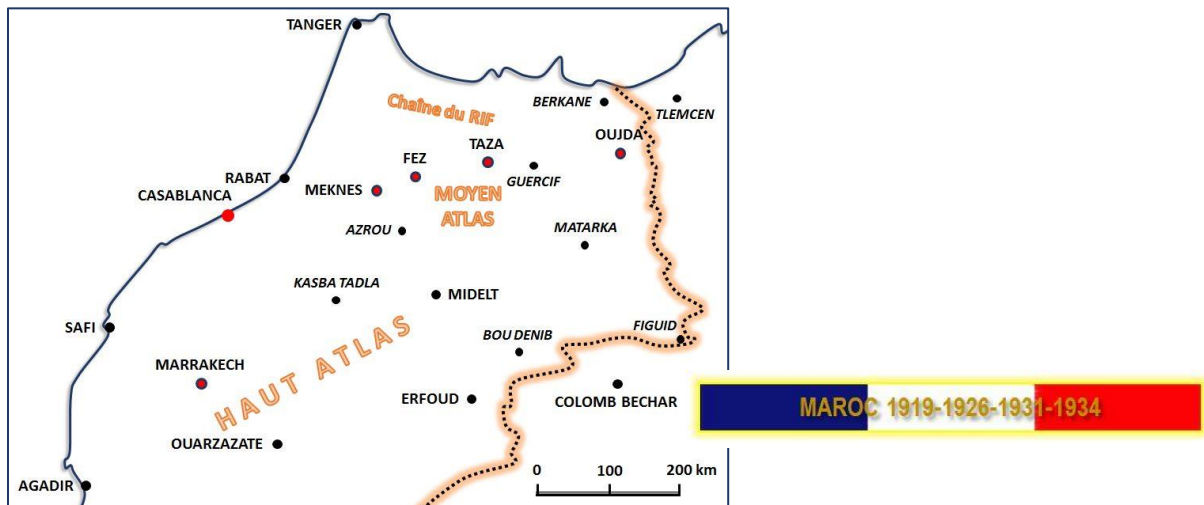 TANGER
Chaîne du RIF
BERKANE
TLEMCEN
OUJDA
TAZA
FEZ
GUERCIF
RABAT
MEKNES
MOYEN
ATLAS
CASABLANCA
AZROU
MATARKA
KASBA TADLA
MIDELT
SAFI
BOU DENIB
FIGUID
MARRAKECH
HAUT ATLAS
ERFOUD
COLOMB BECHAR
MAROC 1919-1926-1931-1934
OUARZAZATE
0 100 200 km
AGADIR